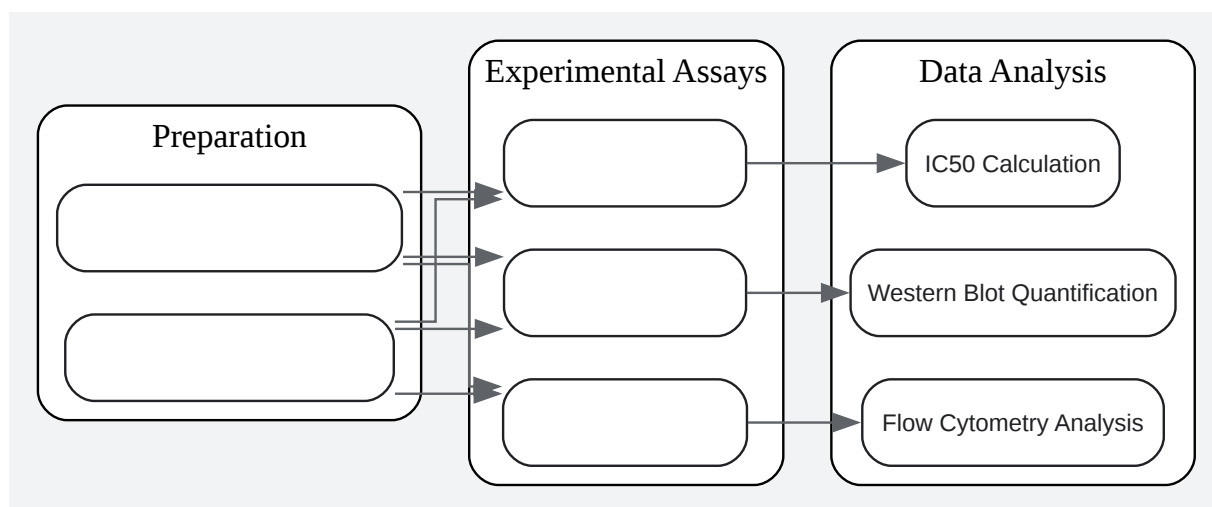 Preparation
Experimental Assays
Data Analysis
IC50 Calculation
Western Blot Quantification
Flow Cytometry Analysis